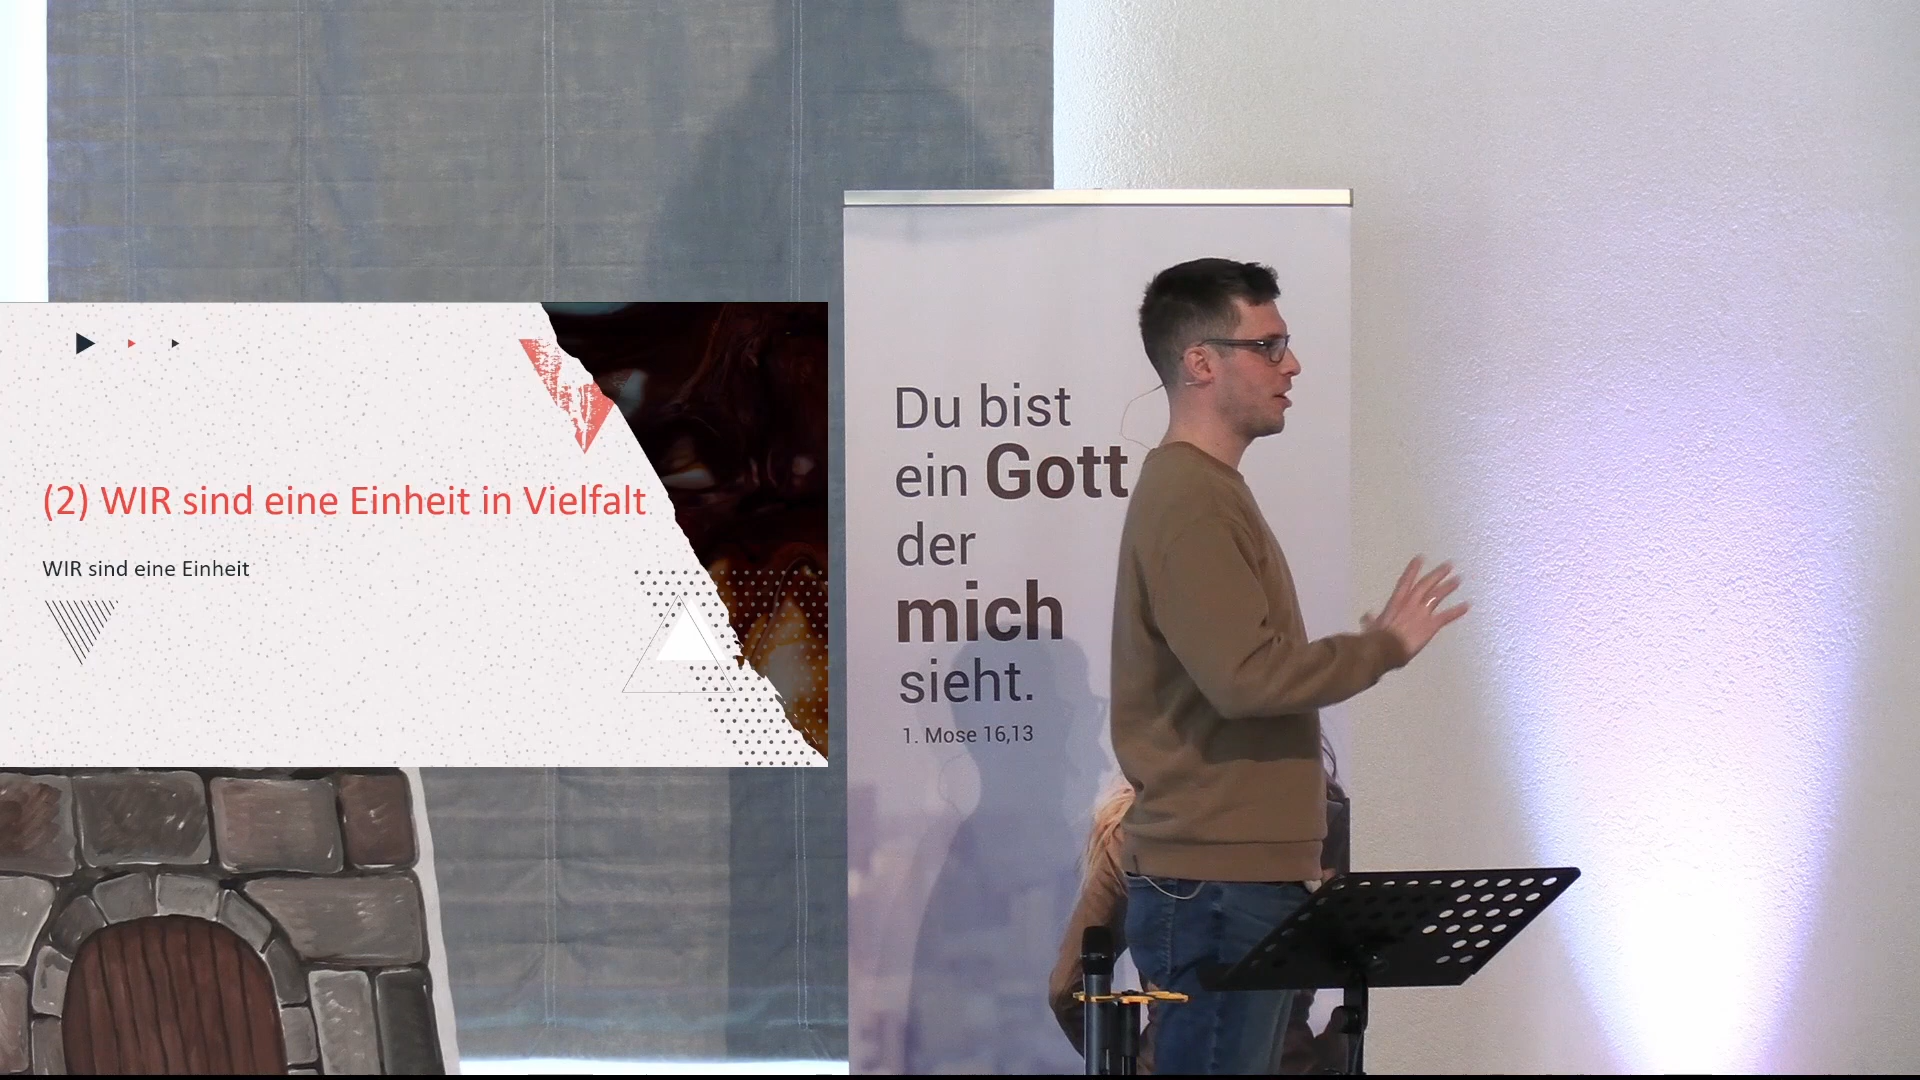 (2) WIR sind eine Einheit in Vielfalt
WIR sind eine Einheit
Du bist
ein Gott
der
mich
sieht.
1. Mose 16,13